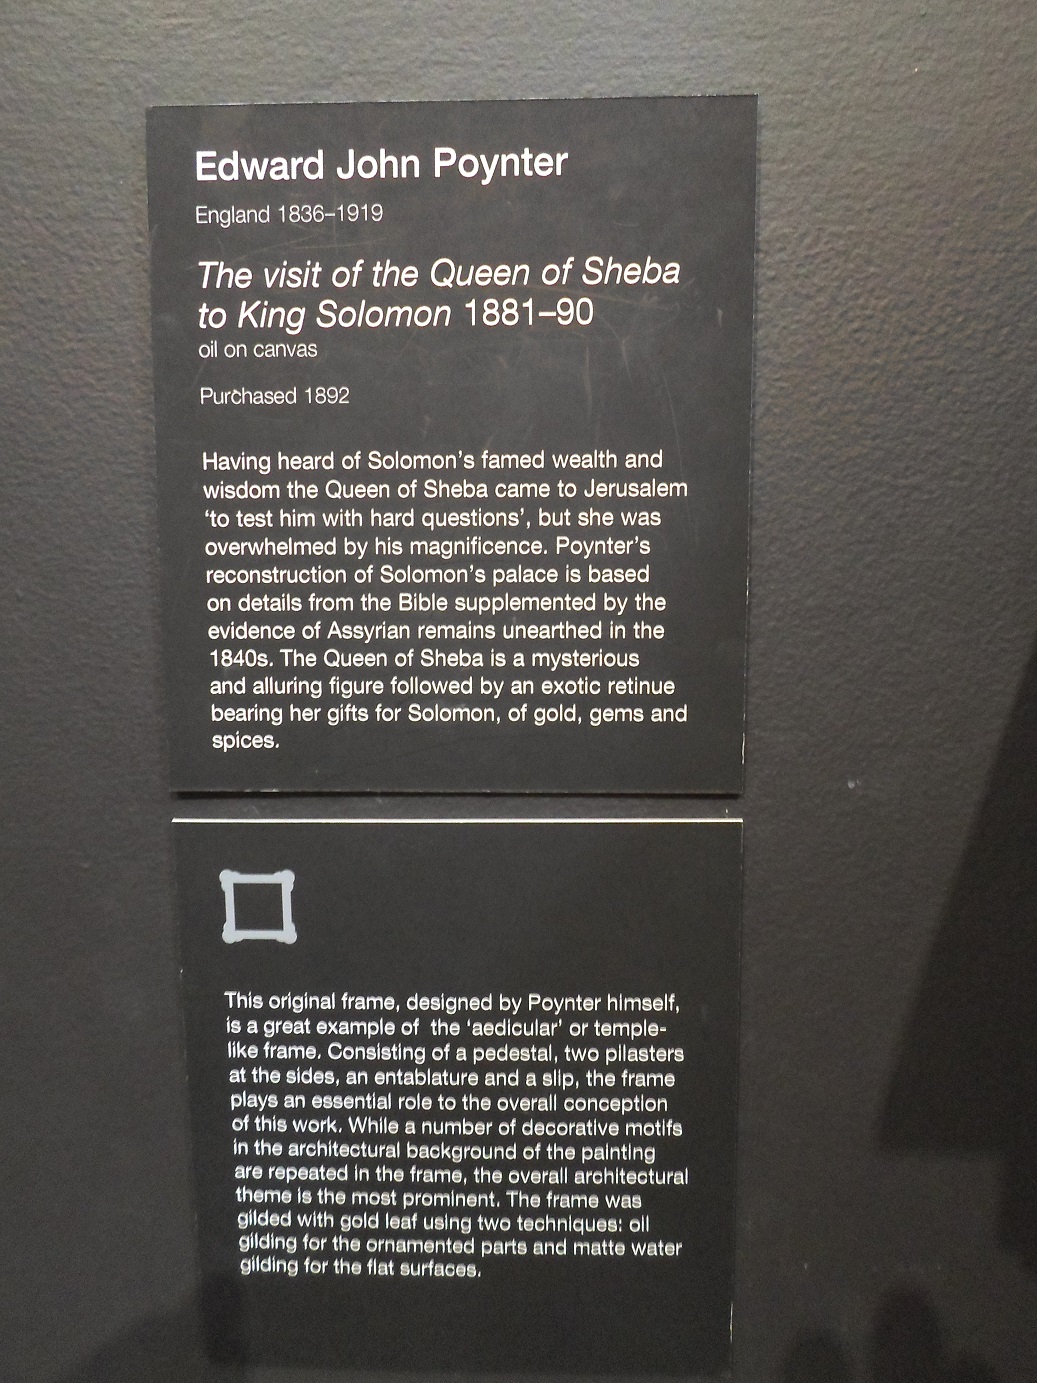 Edward John Poynter
England 1836–1919
The visit of the Queen of Sheba
to King Solomon 1881–90
oil on canvas
Purchased 1892
Having heard of Solomon's famed wealth and
wisdom the Queen of Sheba came to Jerusalem
'to test him with hard questions', but she was
overwhelmed by his magnificence. Poynter's
reconstruction of Solomon's palace is based
on details from the Bible supplemented by the
evidence of Assyrian remains unearthed in the
1840s. The Queen of Sheba is a mysterious
and alluring figure followed by an exotic retinue
bearing her gifts for Solomon, of gold, gems and
spices.
This original frame, designed by Poynter himself,
is a great example of  the 'aedicular' or temple-
like frame. Consisting of a pedestal, two pilasters
at the sides, an entablature and a slip, the frame
plays an essential role to the overall conception
of this work. While a number of decorative motifs
in the architectural background of the painting
are repeated in the frame, the overall architectural
theme is the most prominent. The frame was
gilded with gold leaf using two techniques: oil
gilding for the ornamented parts and matte water
gilding for the flat surfaces.